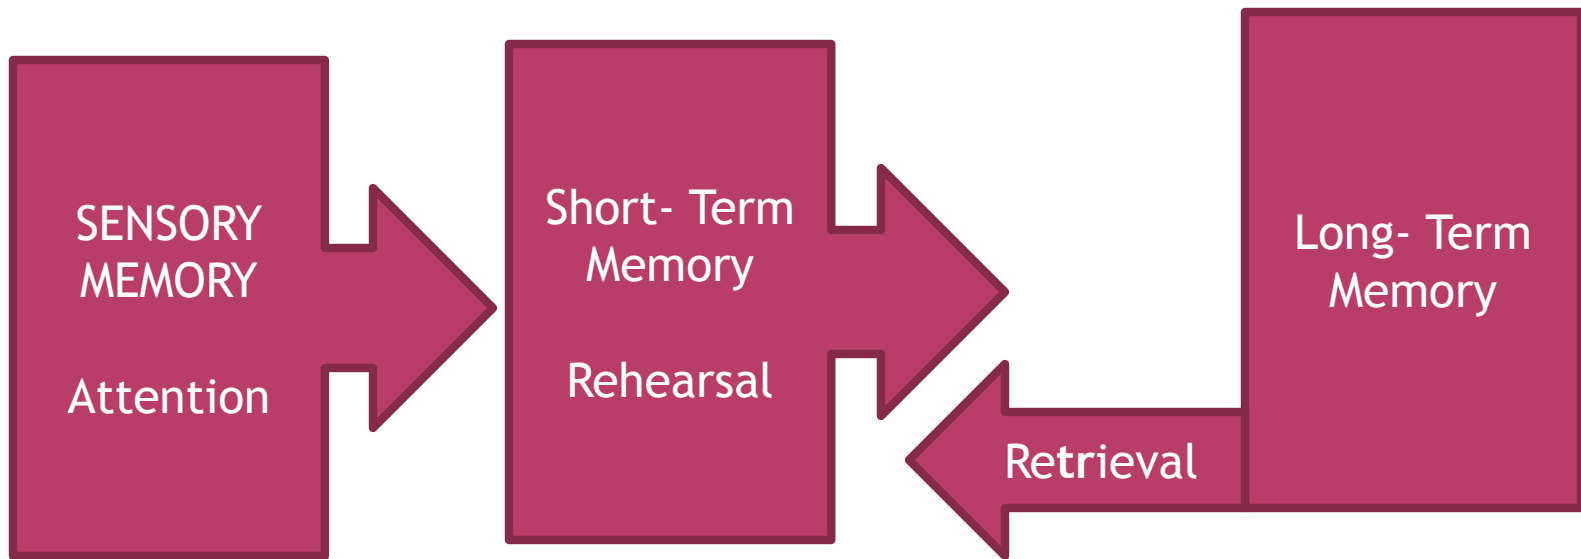 SENSORY
MEMORY
Attention
Short- Term
Memory
Rehearsal
Long- Term
Memory
Retrieval